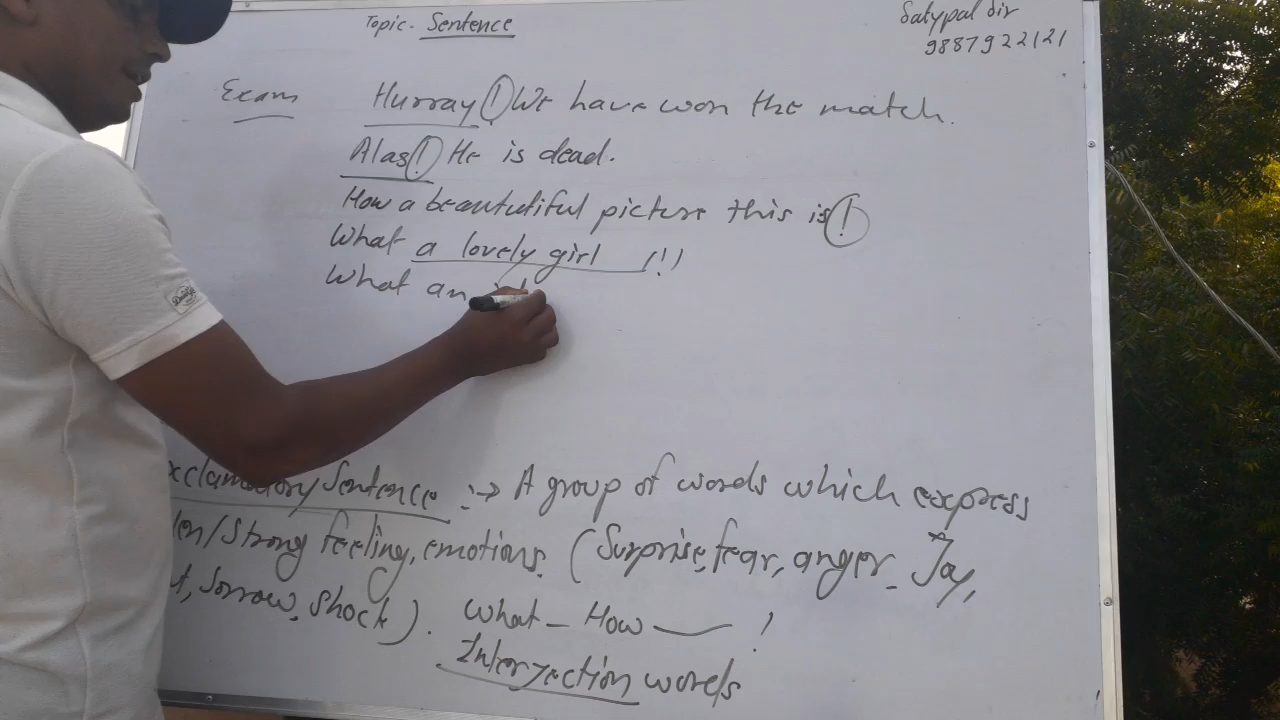 Topic- Sentence
Satypal Sir
9887922121
Exam
Hurray! We have won the match.
Alas! He is dead.
How a beaututiful picture this is!
What a lovely girl !!!
What an
xclamatory Sentence :-> A group of words which express
en/Strong feeling, emotions. (Surprise, fear, anger, Joy,
t, Sorrow, Shock). What - How — !
Interjection words